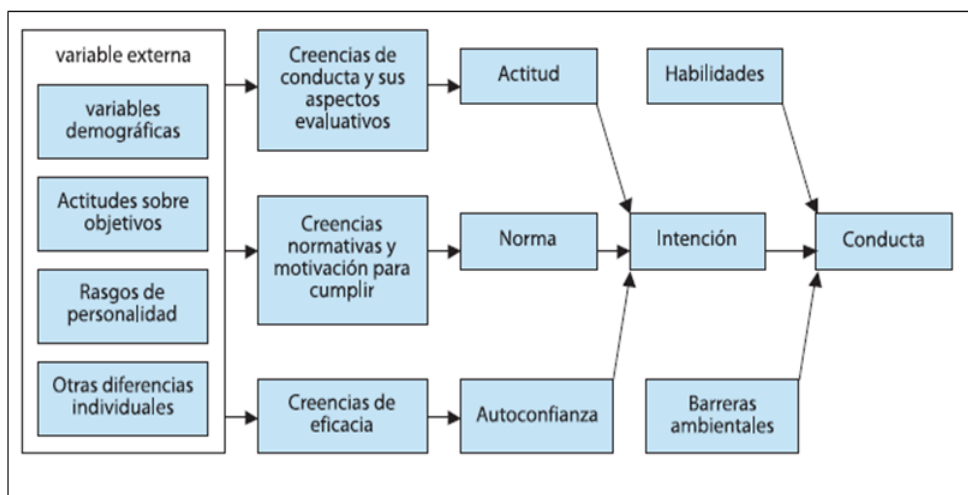 variable externa
variables
demográficas
Actitudes sobre
objetivos
Rasgos de
personalidad
Otras diferencias
individuales
Creencias de
conducta y sus
aspectos
evaluativos
Creencias
normativas y
motivación para
cumplir
Creencias de
eficacia
Actitud
Norma
Autoconfianza
Habilidades
Intención
Barreras
ambientales
Conducta